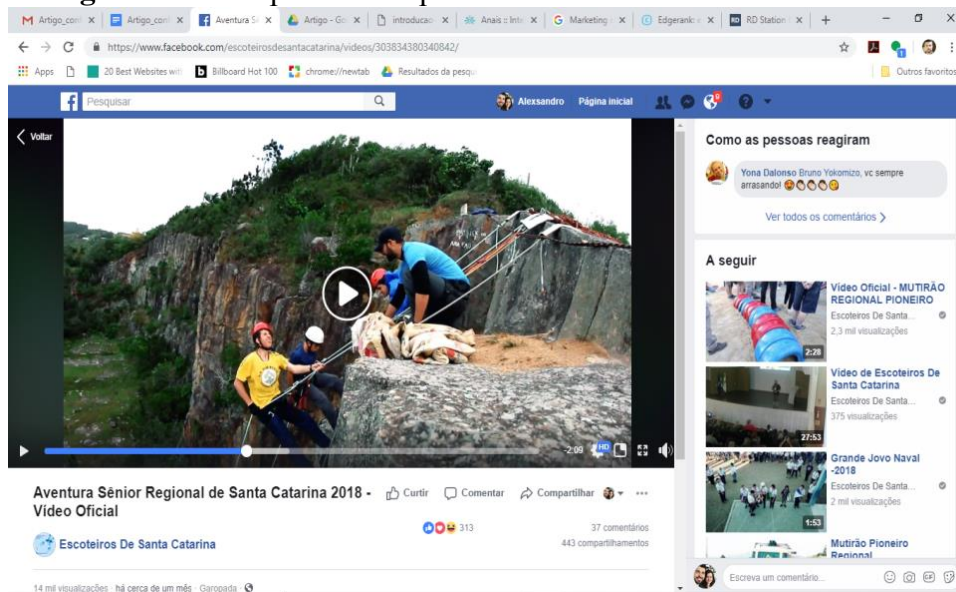 Artigo_cont
Artigo_cont
Aventura Sê
Artigo - Go
introducao
Anais :: Inte
Marketing
Edgerank: e
RD Station
https://www.facebook.com/escoteirosdesantacatarina/videos/303834380340842/
Apps
20 Best Websites wit
Billboard Hot 100
chrome://newtab
Resultados da pesqu
Outros favoritos
Pesquisar
Alexsandro
Página inicial
9
?
Voltar
-2:09
HD
Aventura Sênior Regional de Santa Catarina 2018 -
Vídeo Oficial
Curtir
Comentar
Compartilhar
313
37 comentários
443 compartilhamentos
Escoteiros De Santa Catarina
14 mil visualizações · há cerca de um mês · Garopada ·
Como as pessoas reagiram
Yona Dalonso Bruno Yokomizo, vc sempre
arrasando!
Ver todos os comentários
A seguir
Vídeo Oficial - MUTIRÃO
REGIONAL PIONEIRO
Escoteiros De Santa...
2,3 mil visualizações
2:28
Vídeo de Escoteiros De
Santa Catarina
Escoteiros De Santa...
375 visualizações
27:53
Grande Jovo Naval
-2018
Escoteiros De Santa...
2 mil visualizações
1:53
Mutirão Pioneiro
Regional
Escreva um comentário...
GIF